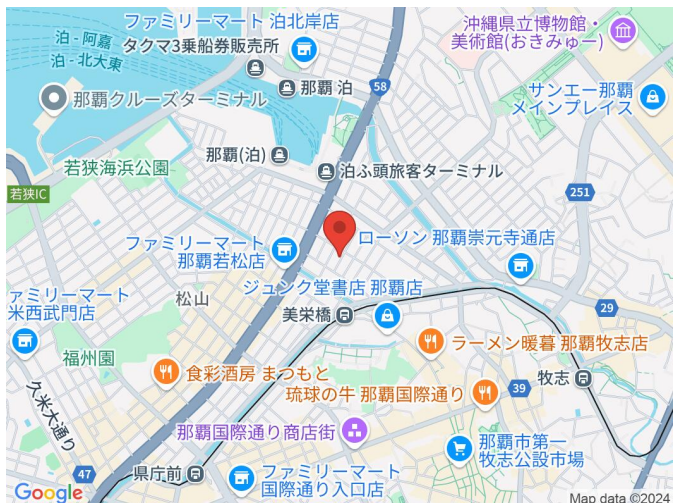 ファミリーマート 泊北岸店
沖縄県立博物館・
美術館(おきみゅー)
泊 - 阿嘉
泊 - 北大東
タクマ3乗船券販売所
58
那覇 泊
那覇クルーズターミナル
サンエー那覇
メインプレイス
那覇(泊)
若狭海浜公園
泊ふ頭旅客ターミナル
若狭IC
251
ローソン 那覇崇元寺通店
ファミリーマート
那覇若松店
ジュンク堂書店 那覇店
ァミリーマート
米西武門店
松山
美栄橋
29
ラーメン暖暮 那覇牧志店
福州園
食彩酒房 まつもと
琉球の牛 那覇国際通り
39
牧志
久米大通り
那覇国際通り商店街
那覇市第一
牧志公設市場
47
県庁前
ファミリーマート
国際通り入口店
Google
Map data ©2024